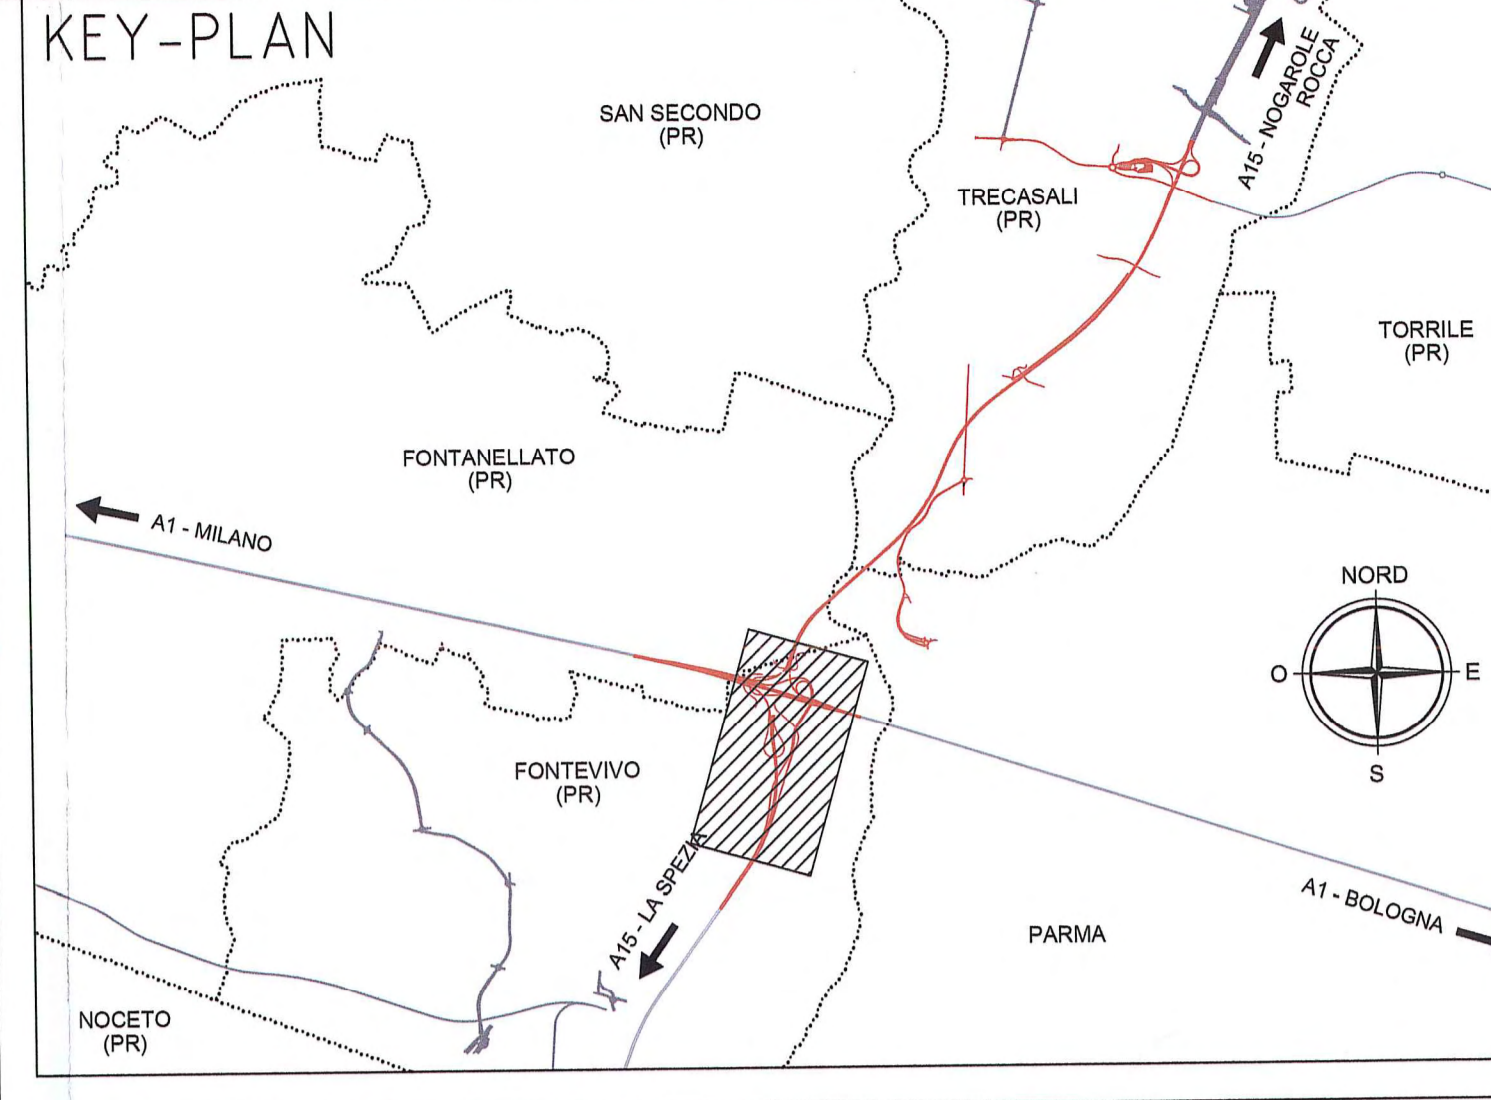 KEY-PLAN
SAN SECONDO
(PR)
A15 - NOGAROLE
ROCCA
TRECASALI
(PR)
TORRILE
(PR)
FONTANELLATO
(PR)
A1 - MILANO
NORD
O
E
S
FONTEVIVO
(PR)
A15 - LA SPEZIA
A1 - BOLOGNA
PARMA
NOCETO
(PR)